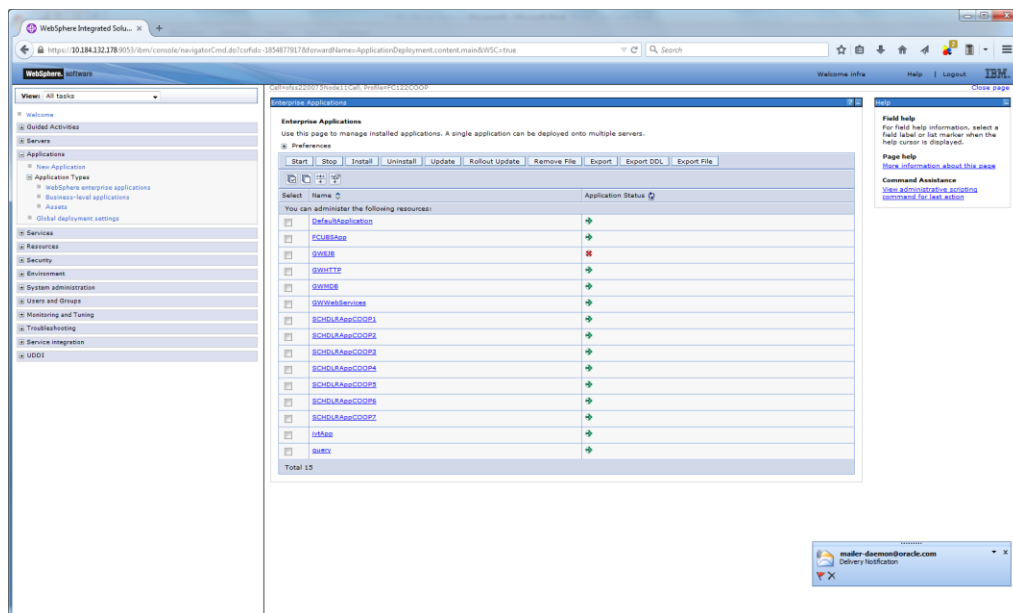 WebSphere Integrated Solu... × +
https://10.184.132.178:9053/ibm/console/navigatorCmd.do?csrfid=-1854877917&forwardName=ApplicationDeployment.content.main&WSC=true
Search
2
WebSphere. software
Welcome infra
Help | Logout
IBM.
View: All tasks
Welcome
Guided Activities
Servers
Applications
New Application
Application Types
WebSphere enterprise applications
Business-level applications
Assets
Global deployment settings
Services
Resources
Security
Environment
System administration
Users and Groups
Monitoring and Tuning
Troubleshooting
Service integration
UDDI
Cell=ofss220075Node11Cell, Profile=FC122COOP
Close page
Enterprise Applications
Enterprise Applications
Use this page to manage installed applications. A single application can be deployed onto multiple servers.
Preferences
Start Stop Install Uninstall Update Rollout Update Remove File Export Export DDL Export File
Select Name Application Status
You can administer the following resources:
DefaultApplication
FCUBSApp
GWEJB
GWHTTP
GWMDB
GWWebServices
SCHDLRAppCOOP1
SCHDLRAppCOOP2
SCHDLRAppCOOP3
SCHDLRAppCOOP4
SCHDLRAppCOOP5
SCHDLRAppCOOP6
SCHDLRAppCOOP7
ivtApp
query
Total 15
Help
Field help
For field help information, select a
field label or list marker when the
help cursor is displayed.
Page help
More information about this page
Command Assistance
View administrative scripting
command for last action
mailer-daemon@oracle.com
Delivery Notification